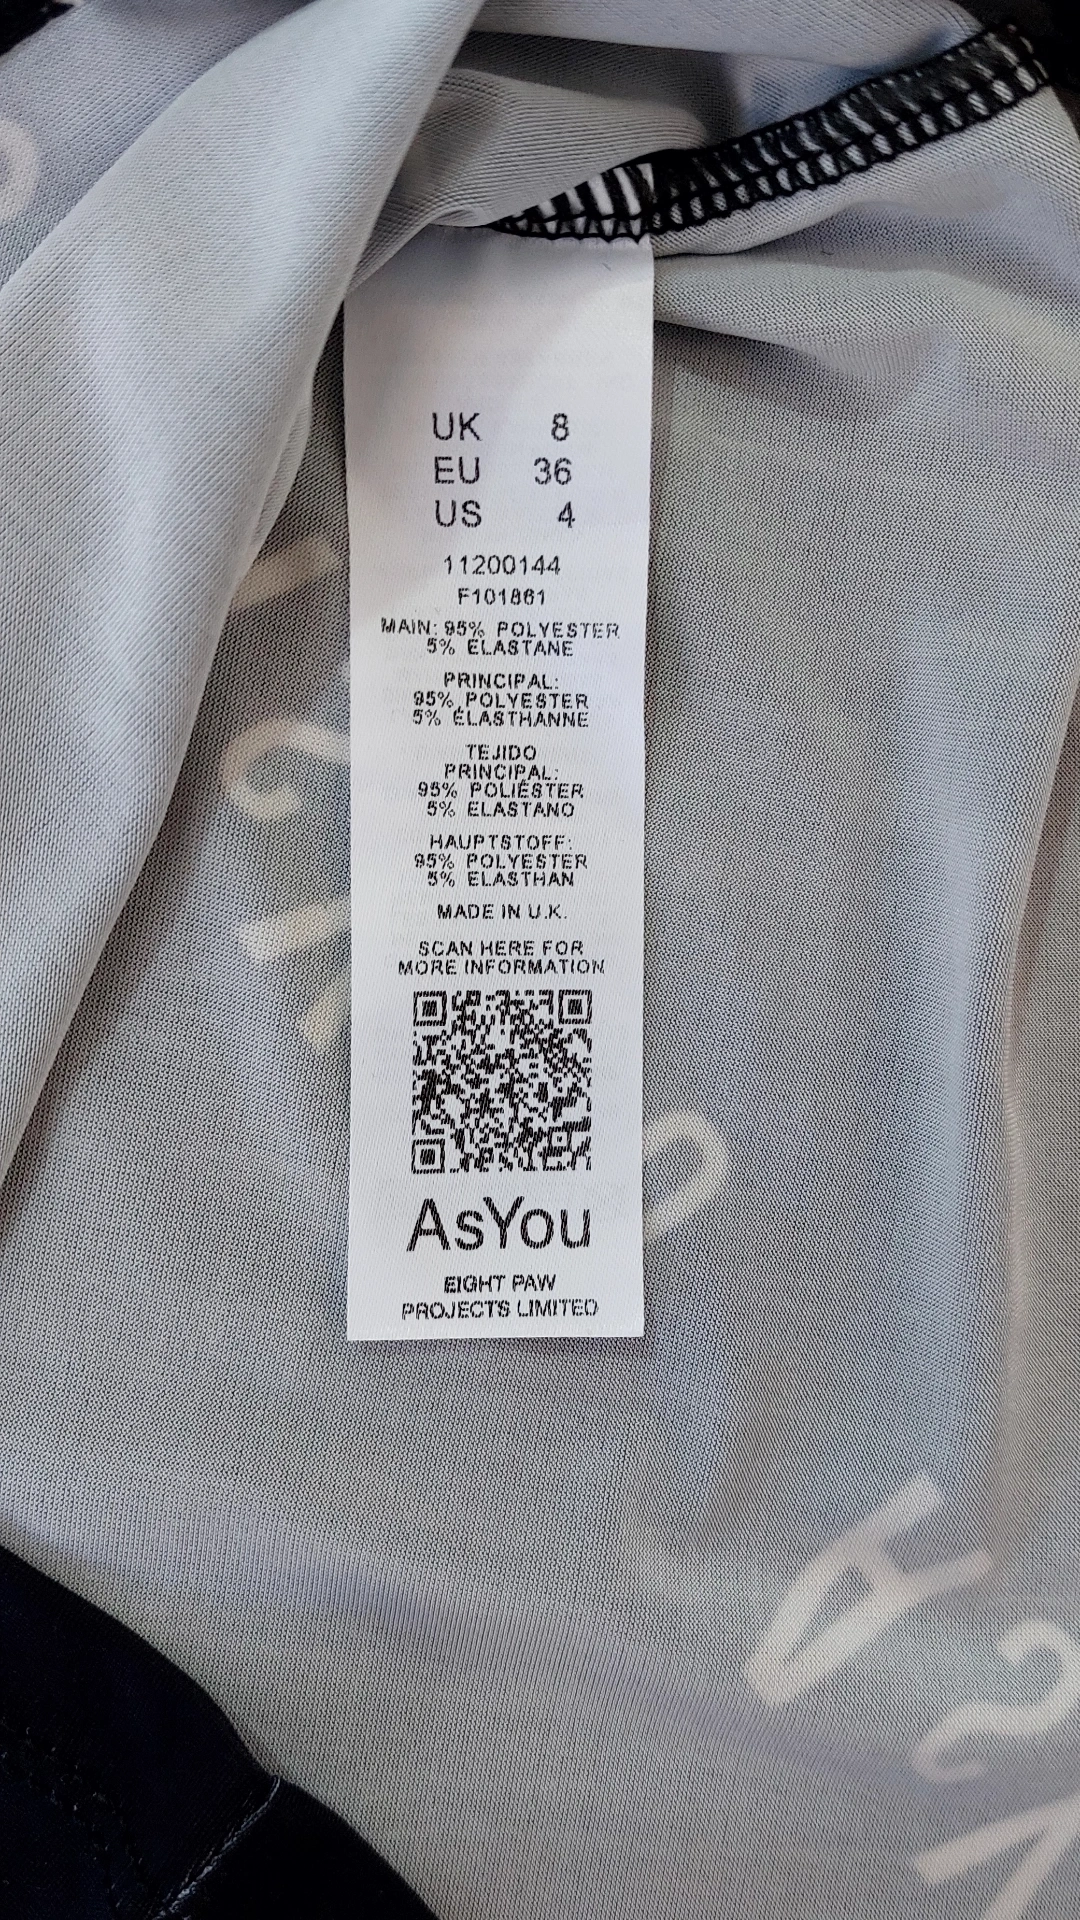 UK 8
EU 36
US 4
11200144
F101861
MAIN: 95% POLYESTER
5% ELASTANE
PRINCIPAL:
95% POLYESTER
5% ÉLASTHANNE
TEJIDO
PRINCIPAL:
95% POLIÉSTER
5% ELASTANO
HAUPTSTOFF:
95% POLYESTER
5% ELASTHAN
MADE IN U.K.
SCAN HERE FOR
MORE INFORMATION
AsYou
EIGHT PAW
PROJECTS LIMITED